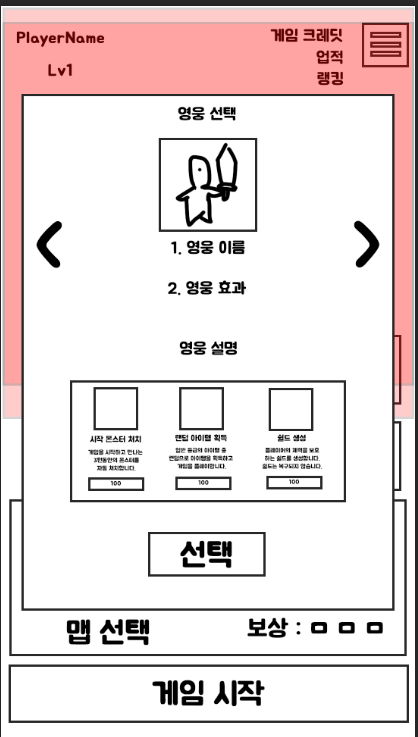 PlayerName
Lv1
게임 크레딧
업적
랭킹
영웅 선택
1. 영웅 이름
2. 영웅 효과
영웅 설명
시작 몬스터 처치
게임을 시작하고 만나는
3마리의 몬스터를
자동 처치합니다.
100
랜덤 아이템 획득
일반 등급의 아이템 중
랜덤으로 아이템을 획득하고
게임을 플레이합니다.
100
쉴드 생성
플레이어의 체력을 보호
하는 쉴드를 생성합니다.
쉴드는 복구되지 않습니다.
100
선택
맵 선택
보상 : ㅁ ㅁ ㅁ
게임 시작